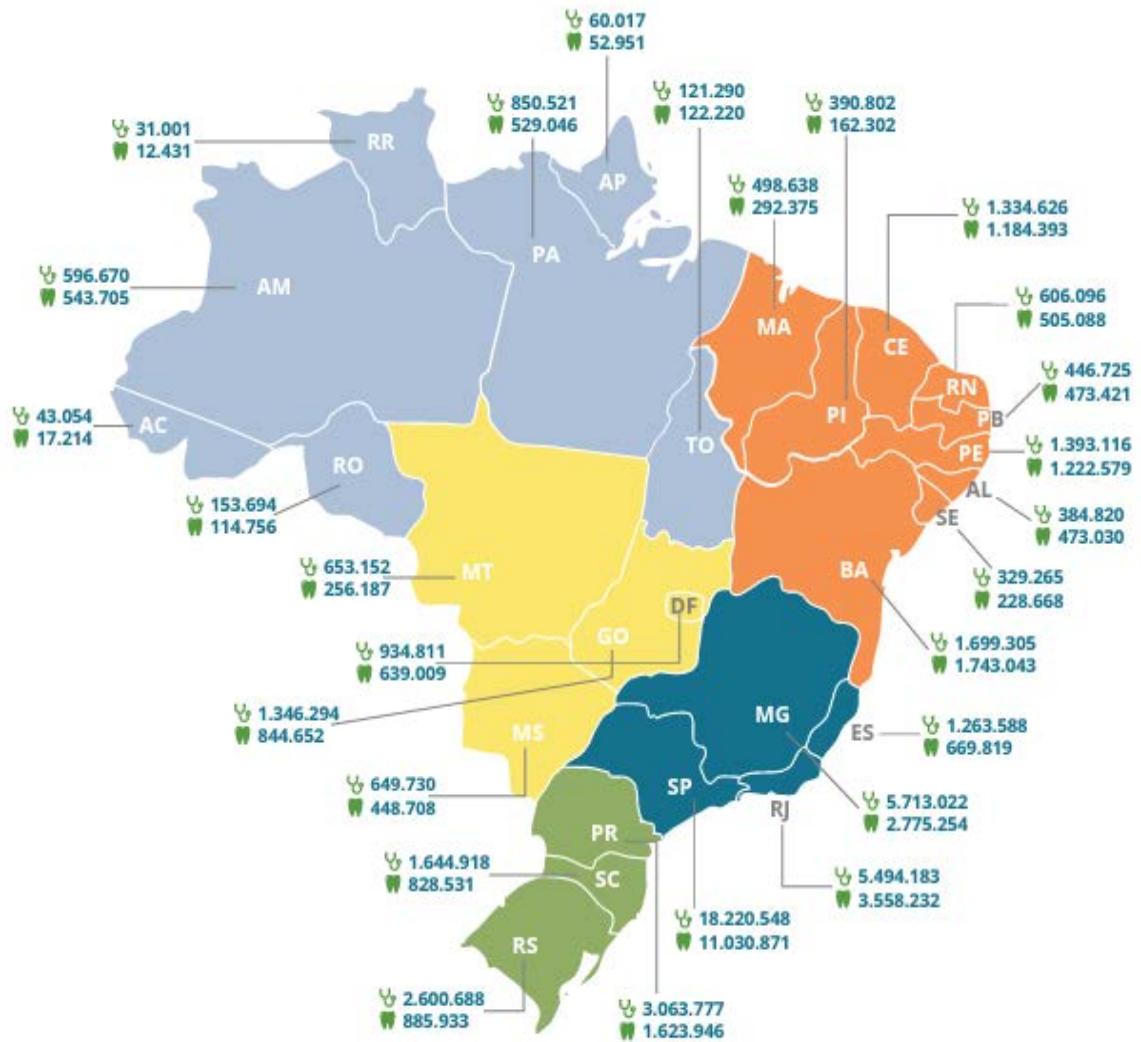 60.017
52.951
121.290
122.220
850.521
529.046
390.802
162.302
31.001
12.431
RR
AP
498.638
292.375
1.334.626
1.184.393
PA
596.670
543.705
AM
606.096
505.088
MA
CE
446.725
473.421
RN
43.054
17.214
AC
PI
PB
TO
RO
PE
1.393.116
1.222.579
AL
153.694
114.756
SE
384.820
473.030
653.152
256.187
MT
BA
329.265
228.668
DF
GO
934.811
639.009
1.699.305
1.743.043
1.346.294
844.652
MS
MG
ES
1.263.588
669.819
649.730
448.708
SP
RJ
5.713.022
2.775.254
PR
1.644.918
828.531
SC
5.494.183
3.558.232
18.220.548
11.030.871
RS
2.600.688
885.933
3.063.777
1.623.946